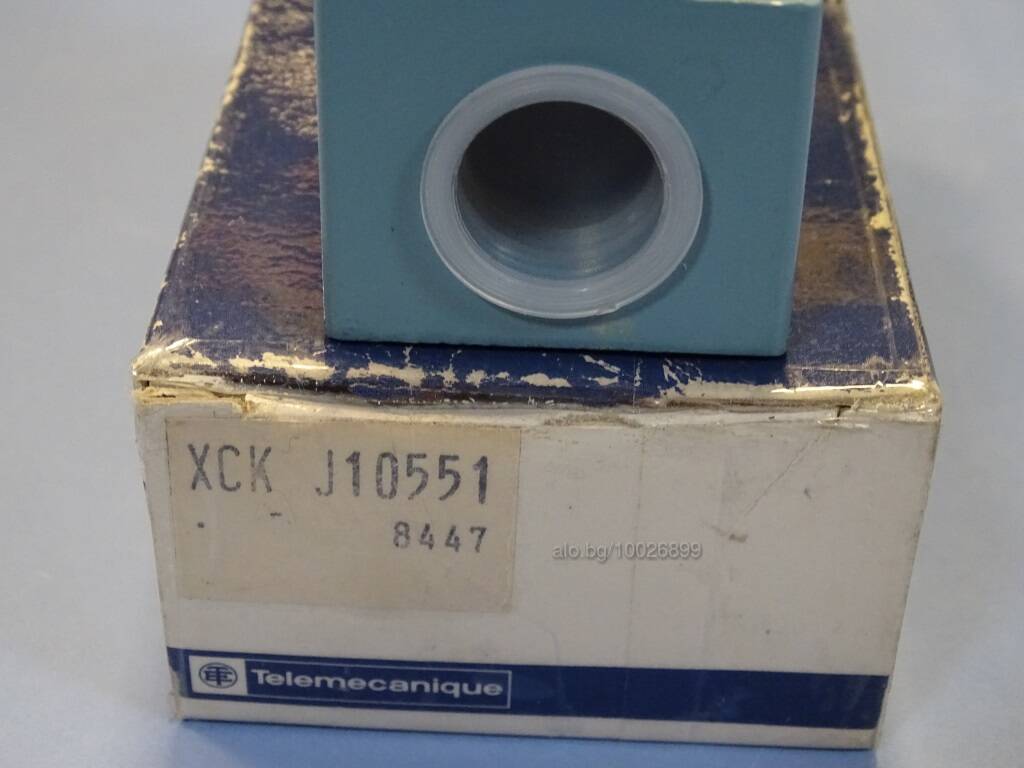 XCK J10551
8447
alo.bg/10026899
Telemecanique